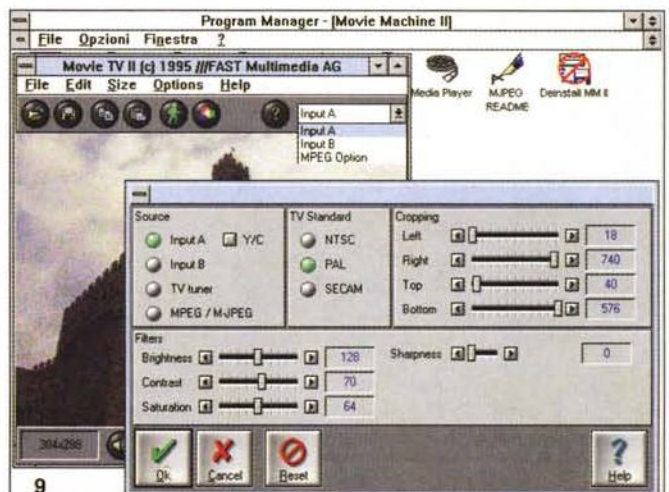 Program Manager - [Movie Machine II]
File Opzioni Finestra ?
Movie TV II (c) 1995 ///FAST Multimedia AG
File Edit Size Options Help
Input A
Input A
Input B
MPEG Option
Media Player
MJPEG README
Deinstall MM II
Source
Input A Y/C
Input B
TV tuner
MPEG / M-JPEG
TV Standard
NTSC
PAL
SECAM
Cropping
Left 18
Right 740
Top 40
Bottom 576
Filters
Brightness 128
Contrast 70
Saturation 64
Sharpness 0
384x288
Ok
Cancel
Reset
? Help
9